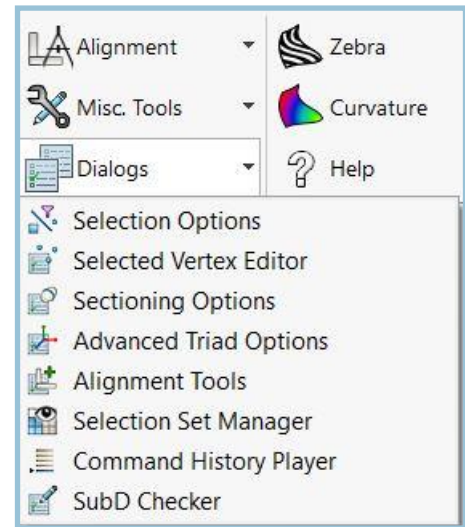 Alignment
Zebra
Misc. Tools
Curvature
Dialogs
Help
Selection Options
Selected Vertex Editor
Sectioning Options
Advanced Triad Options
Alignment Tools
Selection Set Manager
Command History Player
SubD Checker